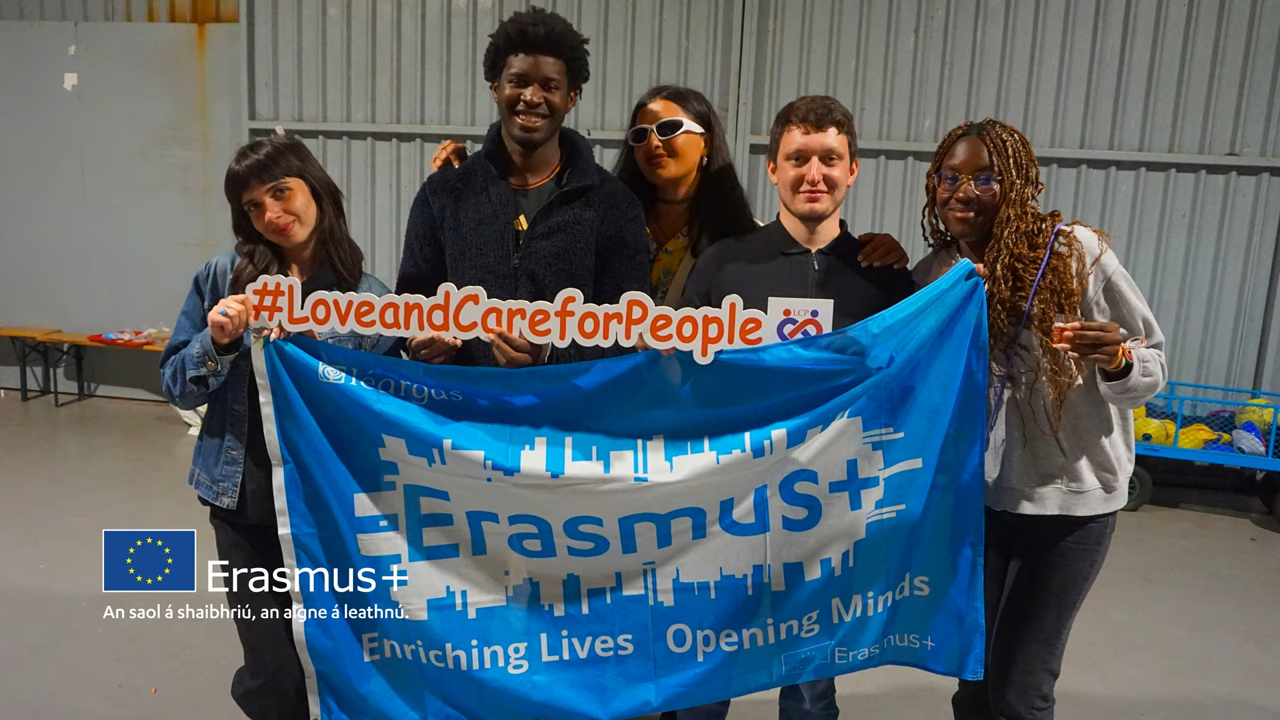 #LoveandCareforPeople
LCP
léargas
Erasmus+
Enriching Lives Opening Minds
Erasmus+
Erasmus+
An saol á shaibhriú, an aigne á leathnú.